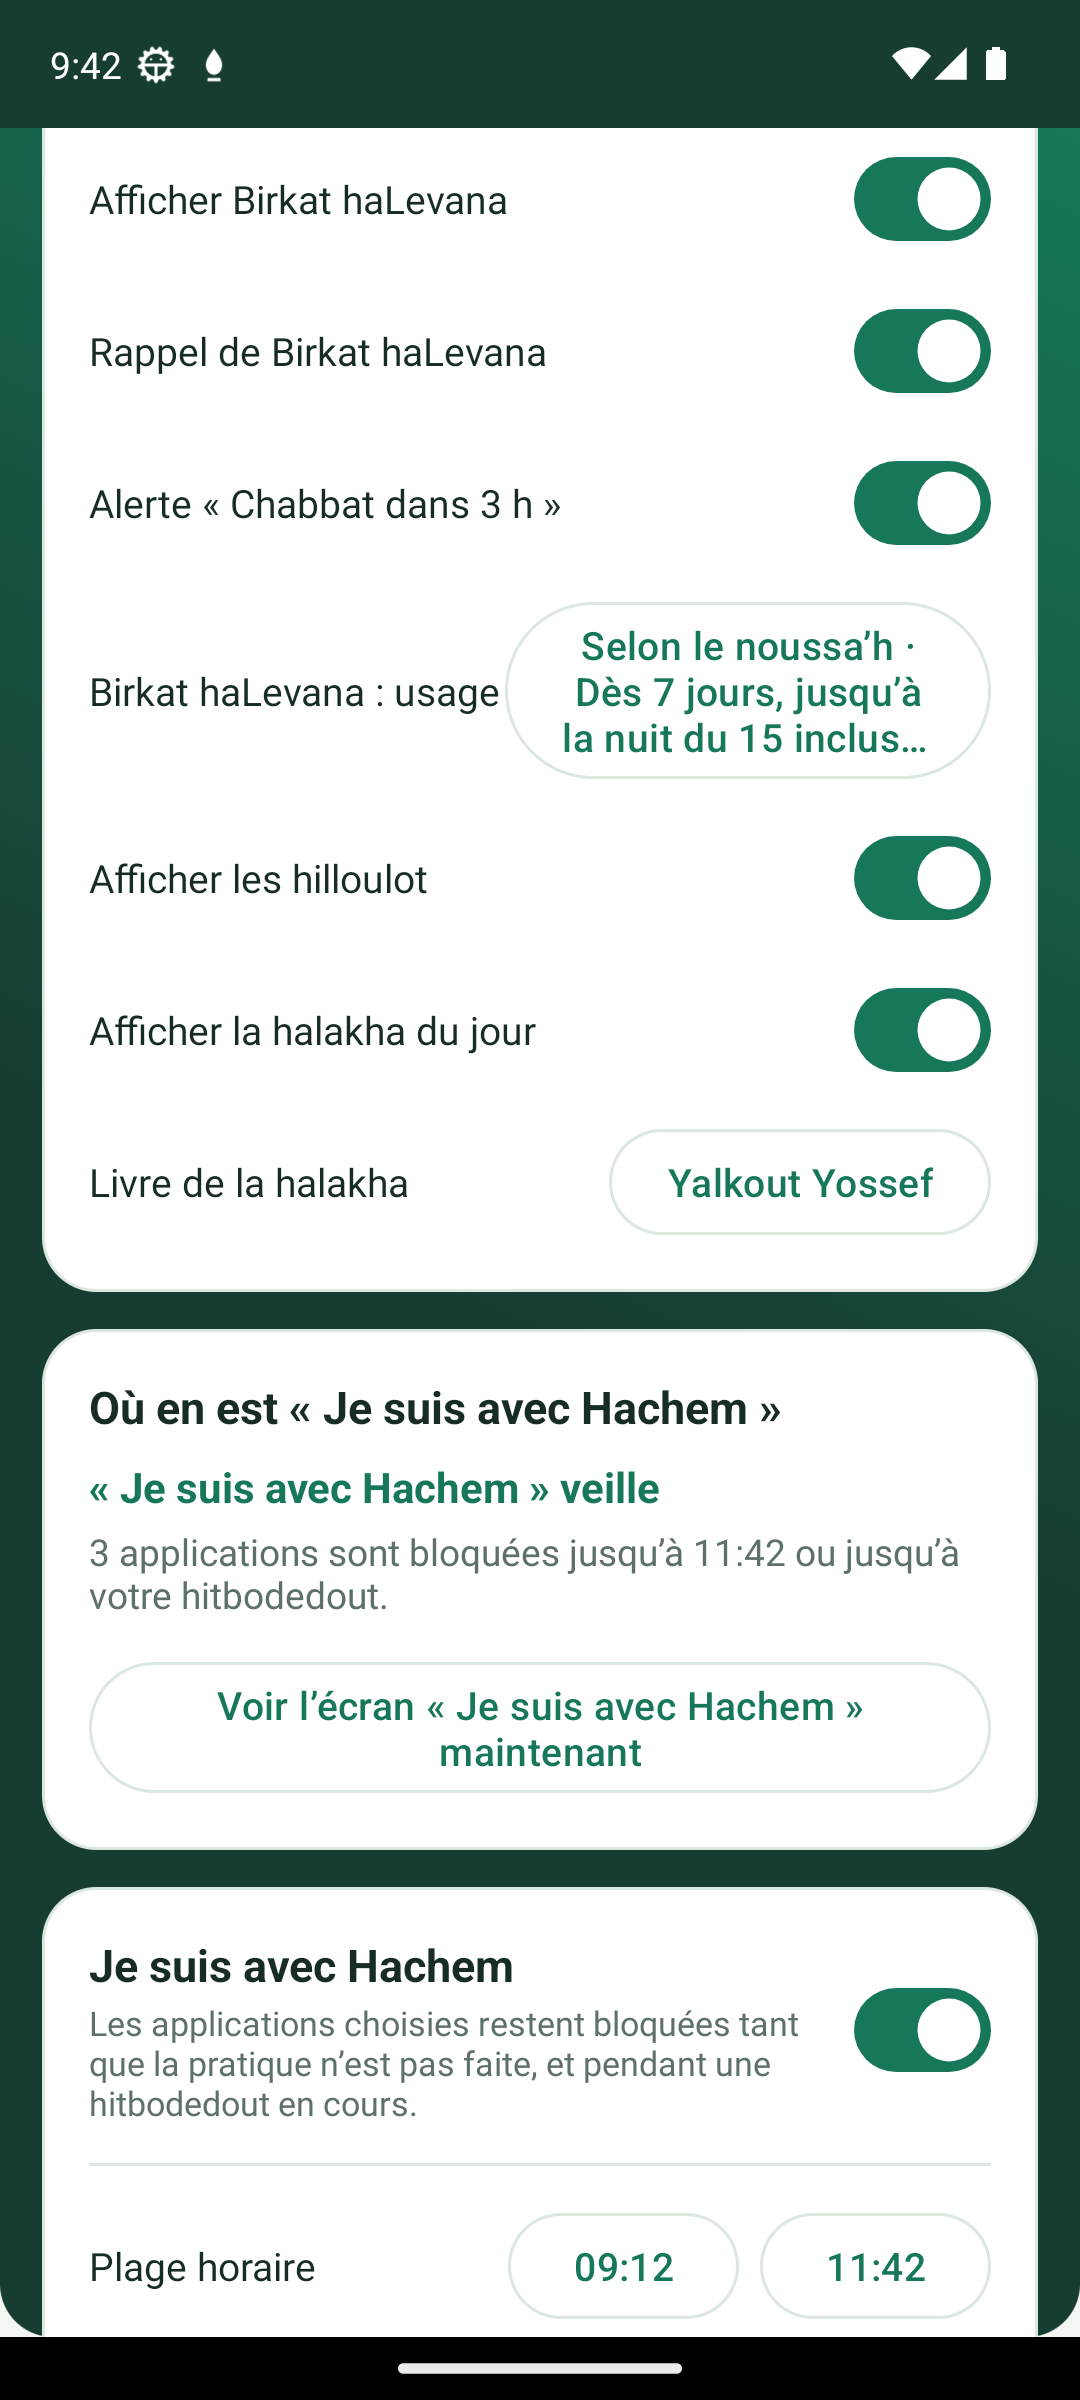 9:42
Afficher Birkat haLevana
Rappel de Birkat haLevana
Alerte « Chabbat dans 3 h »
Birkat haLevana : usage
Selon le noussa’h ·
Dès 7 jours, jusqu’à
la nuit du 15 inclus…
Afficher les hilloulot
Afficher la halakha du jour
Livre de la halakha
Yalkout Yossef
Où en est « Je suis avec Hachem »
« Je suis avec Hachem » veille
3 applications sont bloquées jusqu’à 11:42 ou jusqu’à
votre hitbodedout.
Voir l’écran « Je suis avec Hachem »
maintenant
Je suis avec Hachem
Les applications choisies restent bloquées tant
que la pratique n’est pas faite, et pendant une
hitbodedout en cours.
Plage horaire
09:12
11:42